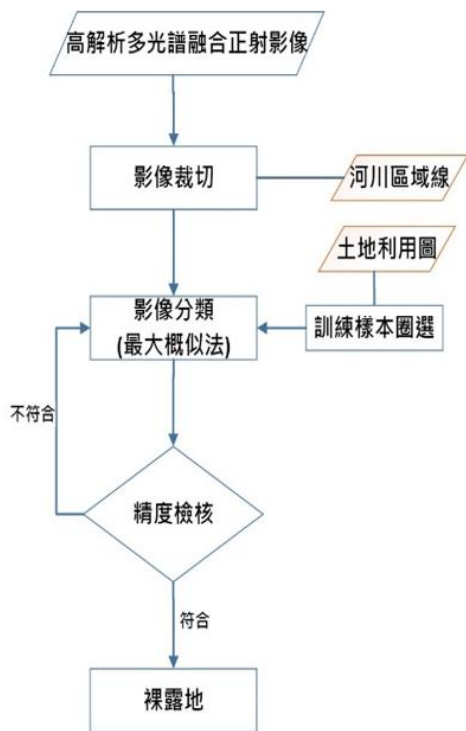 高解析多光譜融合正射影像
影像裁切
河川區域線
土地利用圖
影像分類
(最大概似法)
訓練樣本圈選
不符合
精度檢核
符合
裸露地